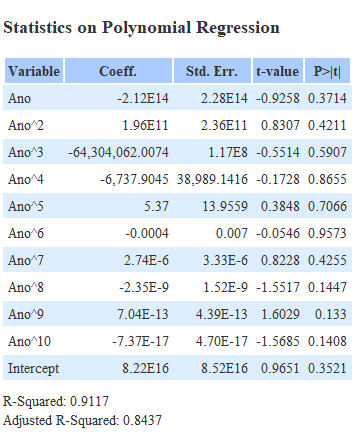 Statistics on Polynomial Regression
Variable Coeff. Std. Err. t-value P>|t|
Ano -2.12E14 2.28E14 -0.9258 0.3714
Ano^2 1.96E11 2.36E11 0.8307 0.4211
Ano^3 -64,304,062.0074 1.17E8 -0.5514 0.5907
Ano^4 -6,737.9045 38,989.1416 -0.1728 0.8655
Ano^5 5.37 13.9559 0.3848 0.7066
Ano^6 -0.0004 0.007 -0.0546 0.9573
Ano^7 2.74E-6 3.33E-6 0.8228 0.4255
Ano^8 -2.35E-9 1.52E-9 -1.5517 0.1447
Ano^9 7.04E-13 4.39E-13 1.6029 0.133
Ano^10 -7.37E-17 4.70E-17 -1.5685 0.1408
Intercept 8.22E16 8.52E16 0.9651 0.3521
R-Squared: 0.9117
Adjusted R-Squared: 0.8437